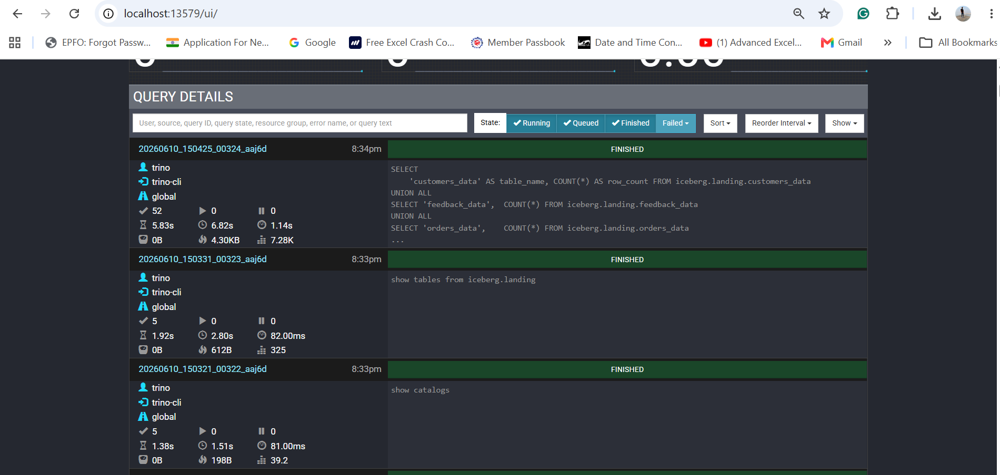 localhost:13579/ui/
EPFO: Forgot Passw...
Application For Ne...
Google
Free Excel Crash Co...
Member Passbook
Date and Time Con...
(1) Advanced Excel...
Gmail
»
All Bookmarks
QUERY DETAILS
User, source, query ID, query state, resource group, error name, or query text
State: Running Queued Finished Failed Sort Reorder Interval Show
20260610_150425_00324_aaj6d 8:34pm FINISHED
trino
trino-cli
global
52 0 0
5.83s 6.82s 1.14s
0B 4.30KB 7.28K
SELECT
'customers_data' AS table_name, COUNT(*) AS row_count FROM iceberg.landing.customers_data
UNION ALL
SELECT 'feedback_data', COUNT(*) FROM iceberg.landing.feedback_data
UNION ALL
SELECT 'orders_data', COUNT(*) FROM iceberg.landing.orders_data
...
20260610_150331_00323_aaj6d 8:33pm FINISHED
trino
trino-cli
global
5 0 0
1.92s 2.80s 82.00ms
0B 612B 325
show tables from iceberg.landing
20260610_150321_00322_aaj6d 8:33pm FINISHED
trino
trino-cli
global
5 0 0
1.38s 1.51s 81.00ms
0B 198B 39.2
show catalogs